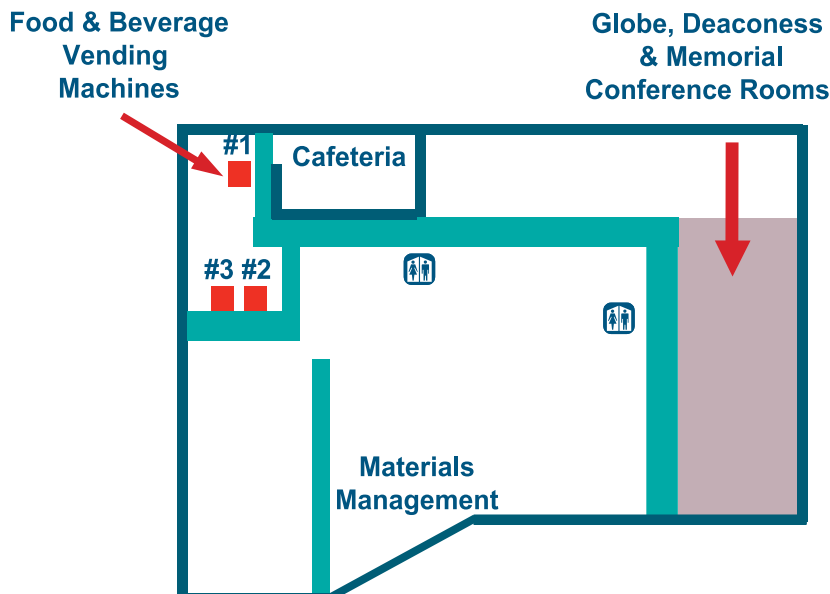 Food & Beverage
Vending
Machines
Globe, Deaconess
& Memorial
Conference Rooms
#1
Cafeteria
#3 #2
Materials
Management